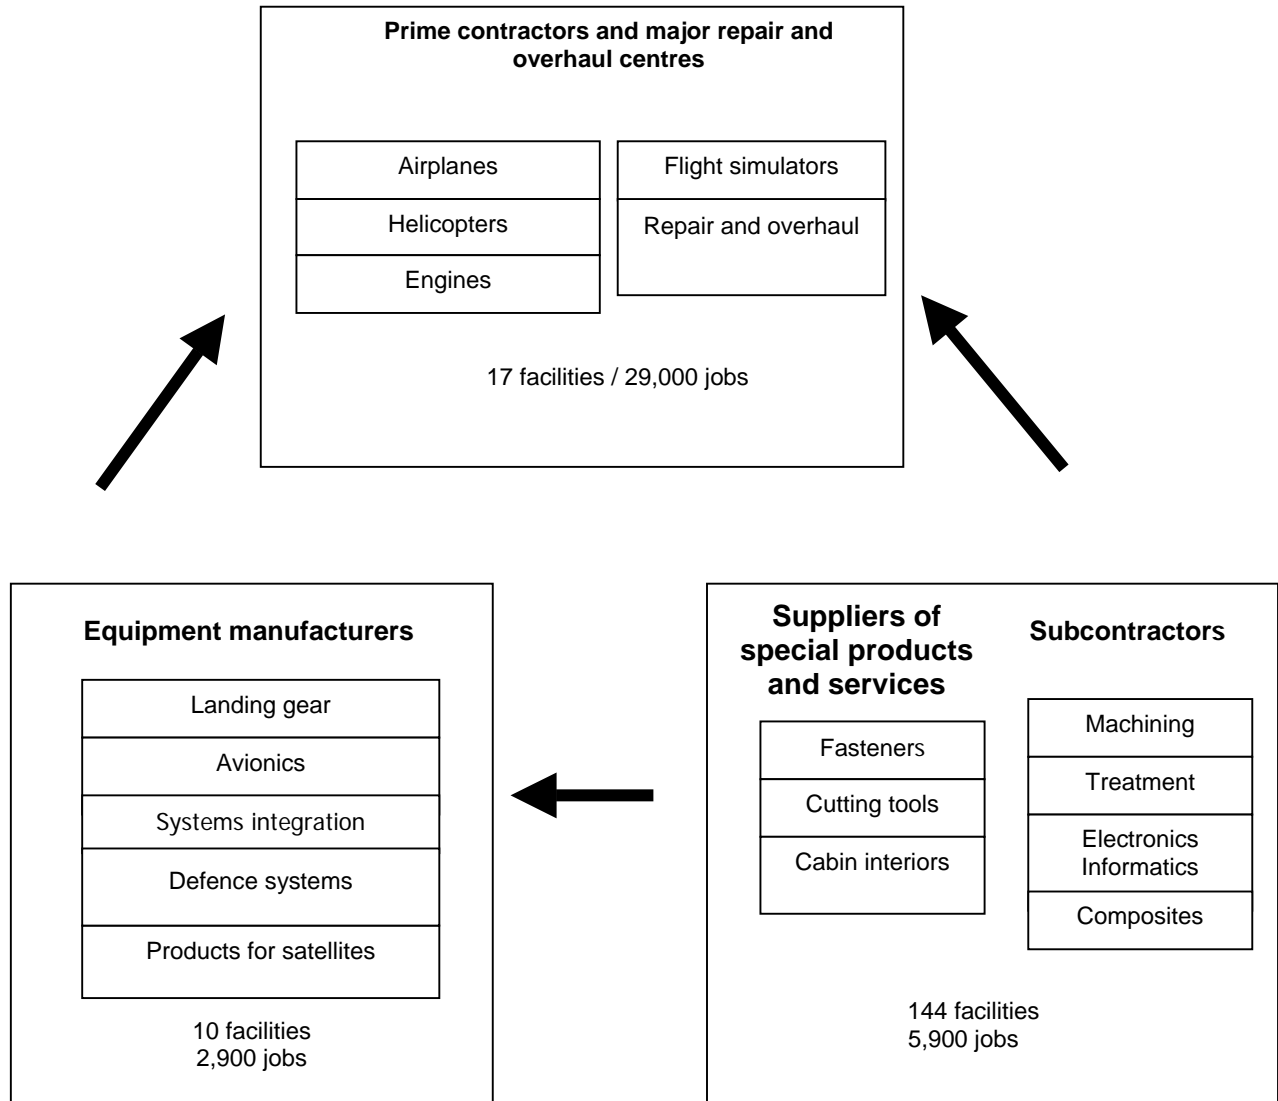 Prime contractors and major repair and
overhaul centres
Airplanes
Helicopters
Engines
Flight simulators
Repair and overhaul
17 facilities / 29,000 jobs
Equipment manufacturers
Landing gear
Avionics
Systems integration
Defence systems
Products for satellites
10 facilities
2,900 jobs
Suppliers of
special products
and services
Fasteners
Cutting tools
Cabin interiors
Subcontractors
Machining
Treatment
Electronics
Informatics
Composites
144 facilities
5,900 jobs